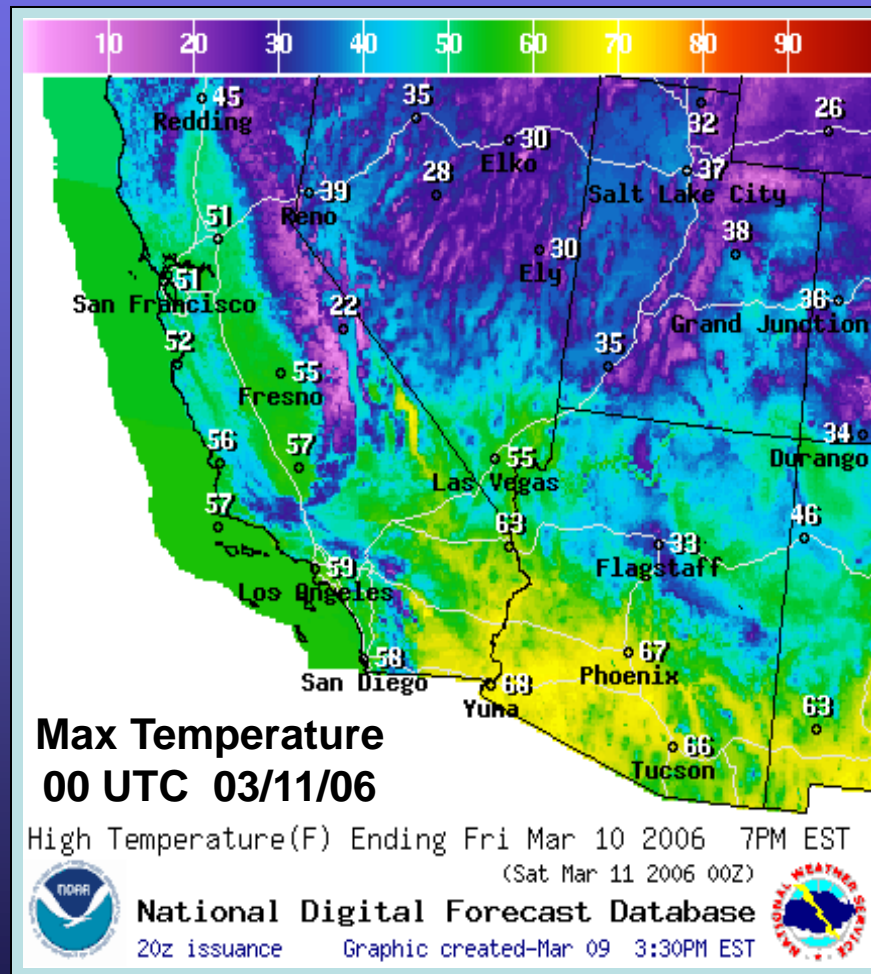 10 20 30 40 50 60 70 80 90
45
Redding
35
32
26
30
Elko
37
Salt Lake City
39
Reno
28
51
38
30
Ely
51
San Francisco
22
36
Grand Junction
52
35
55
Fresno
34
Durango
56
57
55
Las Vegas
57
63
46
33
Flagstaff
59
Los Angeles
58
San Diego
67
Phoenix
68
Yuma
63
66
Tucson
Max Temperature
00 UTC 03/11/06
High Temperature(F) Ending Fri Mar 10 2006 7PM EST
(Sat Mar 11 2006 00Z)
NOAA
National Digital Forecast Database
20z issuance Graphic created-Mar 09 3:30PM EST
NATIONAL WEATHER SERVICE